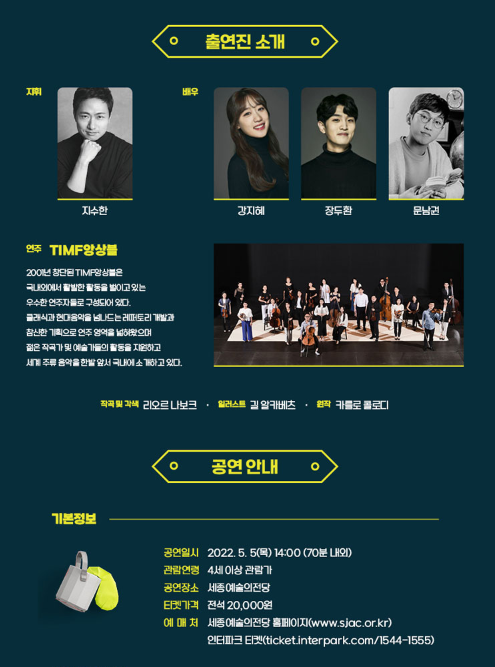 출연진 소개
지휘
배우
지수한
강지혜
장두환
문남권
연주 TIMF앙상블
2001년 창단된 TIMF앙상블은
국내외에서 활발한 활동을 벌이고 있는
우수한 연주자들로 구성되어 있다.
클래식과 현대음악을 넘나드는 레퍼토리 개발과
참신한 기획으로 연주 영역을 넓혀왔으며
젊은 작곡가 및 예술가들의 활동을 지원하고
세계 주류 음악을 한발 앞서 국내에 소개하고 있다.
작곡 및 각색 리오르 나보크 · 일러스트 길 알카베츠 · 원작 카를로 콜로디
공연 안내
기본정보
공연일시 2022. 5. 5(목) 14:00 (70분 내외)
관람연령 4세 이상 관람가
공연장소 세종예술의전당
티켓가격 전석 20,000원
예 매 처 세종예술의전당 홈페이지(www.sjac.or.kr)
인터파크 티켓(ticket.interpark.com/1544-1555)